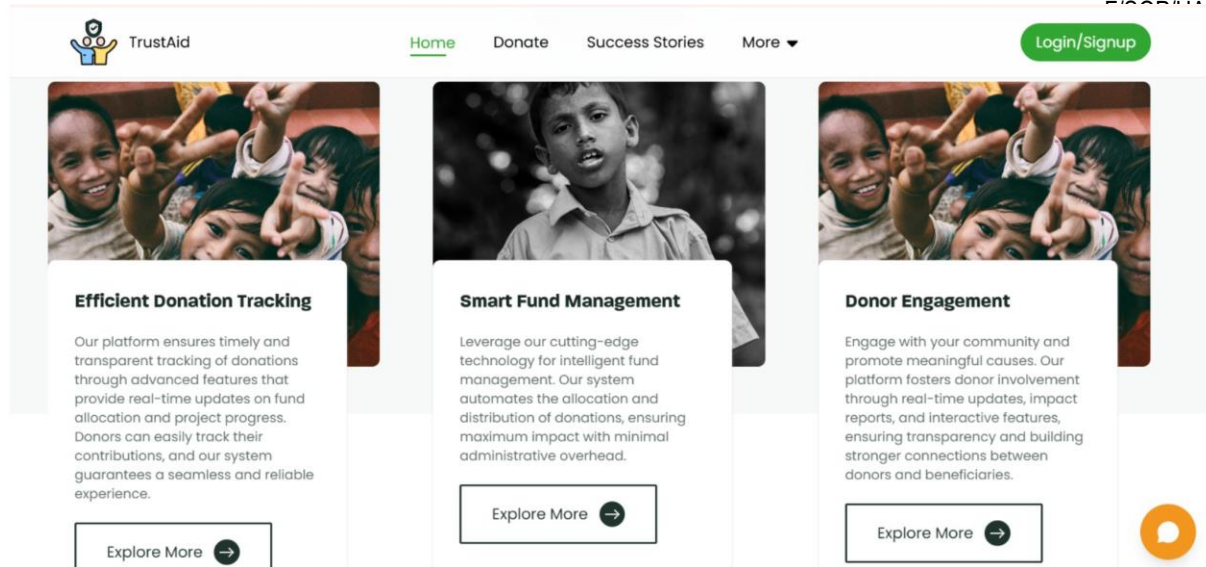 TrustAid
Home Donate Success Stories More
Login/Signup
Efficient Donation Tracking
Our platform ensures timely and
transparent tracking of donations
through advanced features that
provide real-time updates on fund
allocation and project progress.
Donors can easily track their
contributions, and our system
guarantees a seamless and reliable
experience.
Explore More
Smart Fund Management
Leverage our cutting-edge
technology for intelligent fund
management. Our system
automates the allocation and
distribution of donations, ensuring
maximum impact with minimal
administrative overhead.
Explore More
Donor Engagement
Engage with your community and
promote meaningful causes. Our
platform fosters donor involvement
through real-time updates, impact
reports, and interactive features,
ensuring transparency and building
stronger connections between
donors and beneficiaries.
Explore More